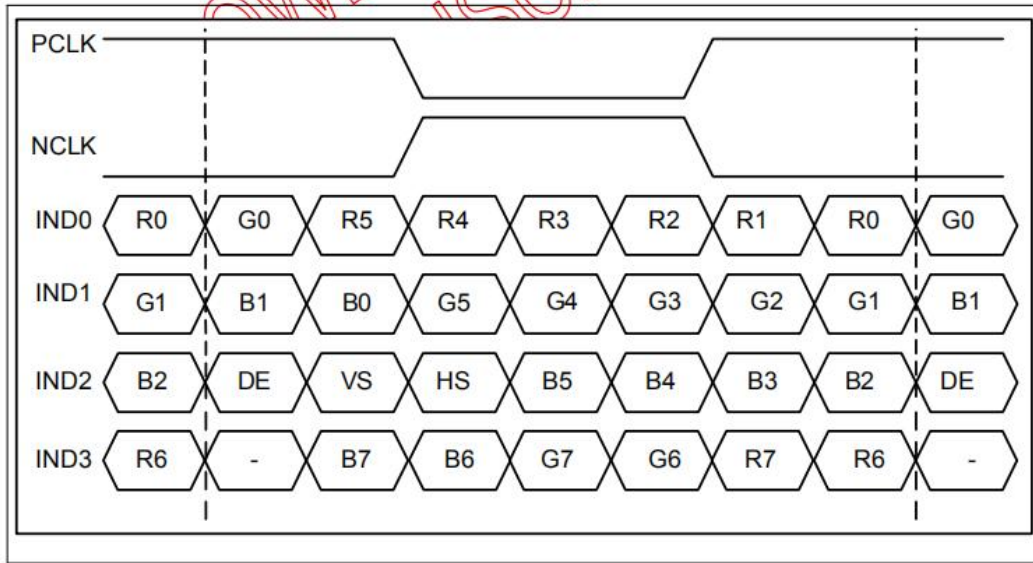 PCLK
NCLK
IND0 R0 G0 R5 R4 R3 R2 R1 R0 G0
IND1 G1 B1 B0 G5 G4 G3 G2 G1 B1
IND2 B2 DE VS HS B5 B4 B3 B2 DE
IND3 R6 - B7 B6 G7 G6 R7 R6 -